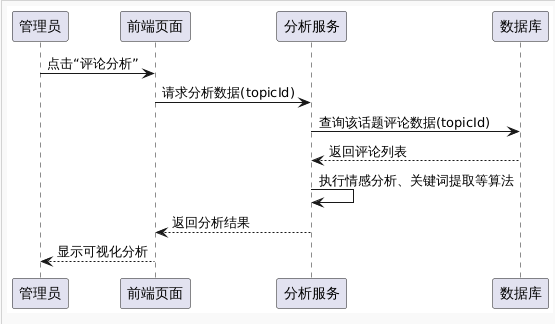 管理员 前端页面 分析服务 数据库
点击“评论分析”
请求分析数据(topicId)
查询该话题评论数据(topicId)
返回评论列表
执行情感分析、关键词提取等算法
返回分析结果
显示可视化分析
管理员 前端页面 分析服务 数据库